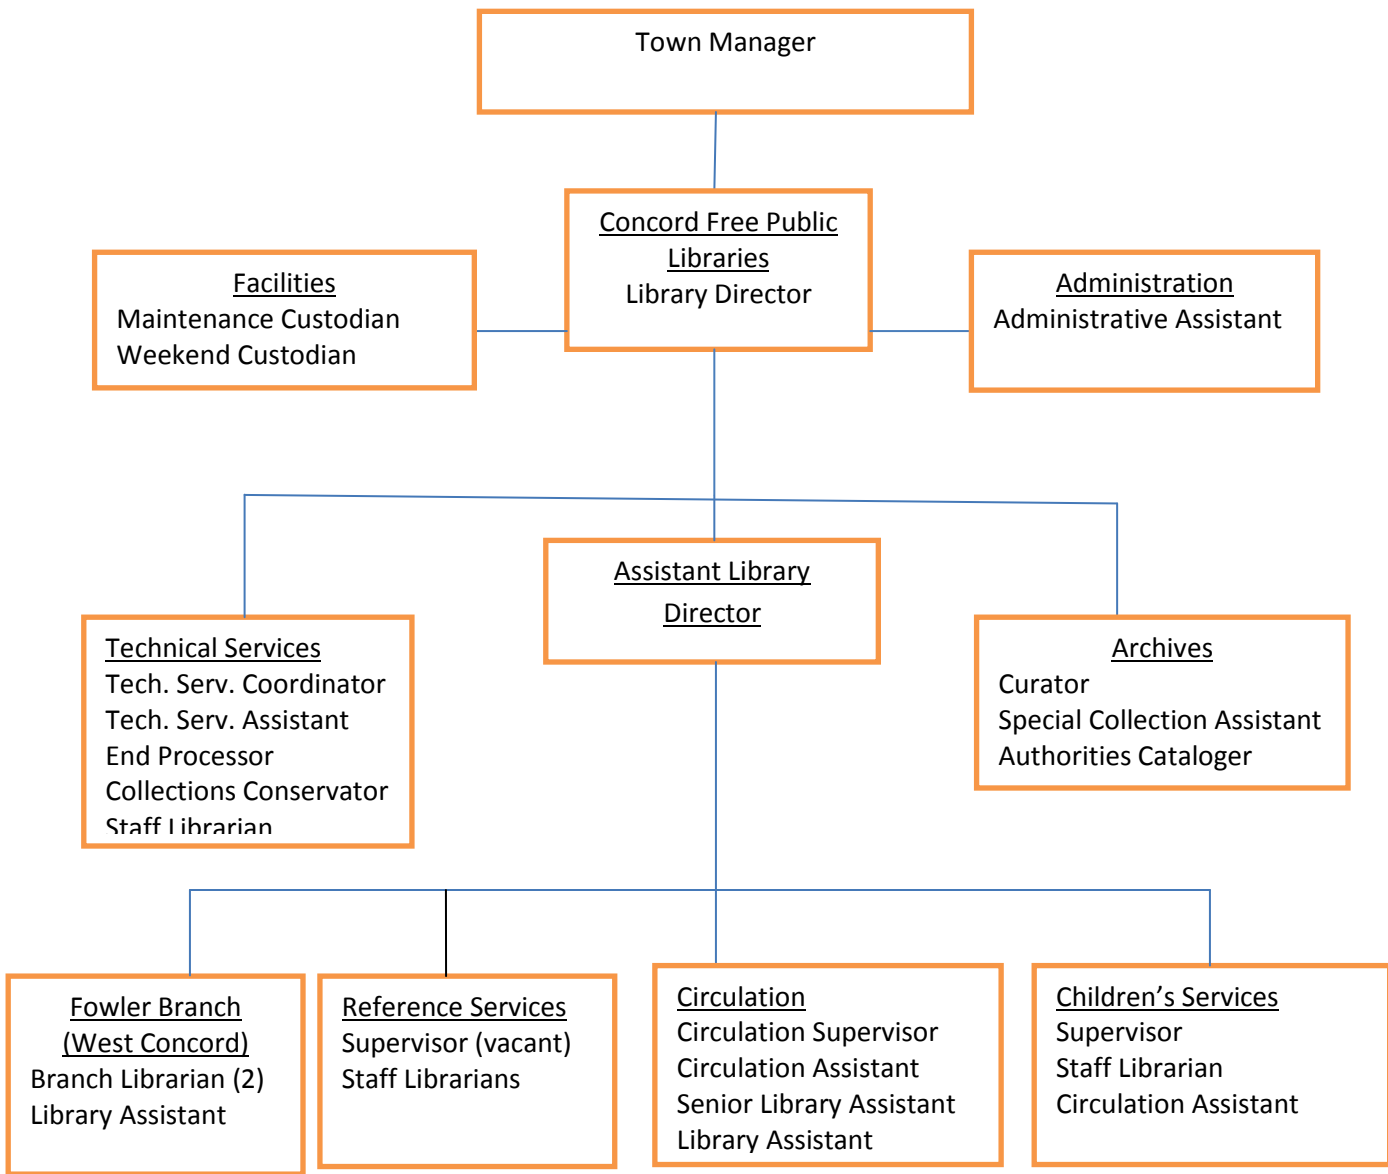 Town Manager
Concord Free Public
Libraries
Library Director
Facilities
Maintenance Custodian
Weekend Custodian
Administration
Administrative Assistant
Assistant Library
Director
Technical Services
Tech. Serv. Coordinator
Tech. Serv. Assistant
End Processor
Collections Conservator
Staff Librarian
Archives
Curator
Special Collection Assistant
Authorities Cataloger
Fowler Branch
(West Concord)
Branch Librarian (2)
Library Assistant
Reference Services
Supervisor (vacant)
Staff Librarians
Circulation
Circulation Supervisor
Circulation Assistant
Senior Library Assistant
Library Assistant
Children’s Services
Supervisor
Staff Librarian
Circulation Assistant